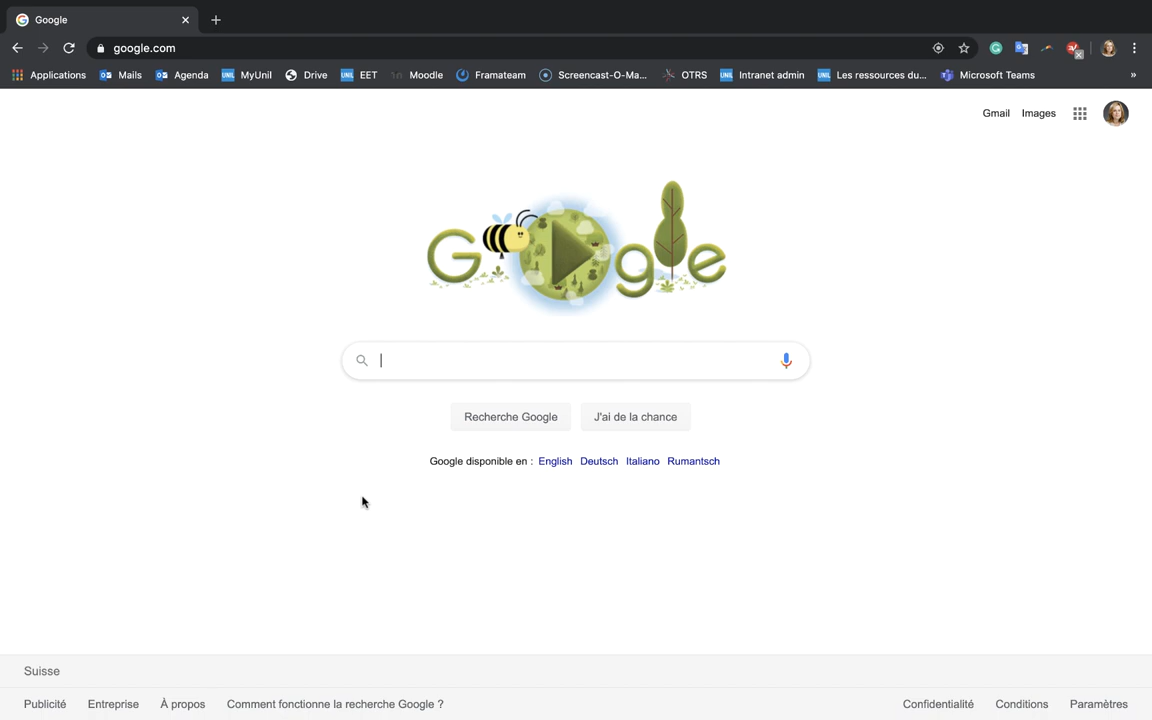 Google
google.com
Applications Mails Agenda MyUnil Drive EET Moodle Framateam Screencast-O-Ma... OTRS Intranet admin Les ressources du... Microsoft Teams »
Gmail Images
Google
Recherche Google J'ai de la chance
Google disponible en : English Deutsch Italiano Rumantsch
Suisse
Publicité Entreprise À propos Comment fonctionne la recherche Google ? Confidentialité Conditions Paramètres